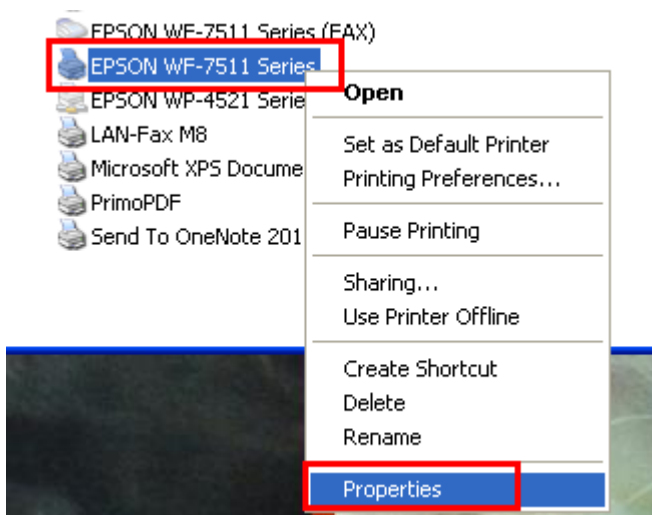 EPSON WF-7511 Series (FAX)
EPSON WF-7511 Series
EPSON WP-4521 Serie
LAN-Fax M8
Microsoft XPS Docume
PrimoPDF
Send To OneNote 201
Open
Set as Default Printer
Printing Preferences...
Pause Printing
Sharing...
Use Printer Offline
Create Shortcut
Delete
Rename
Properties